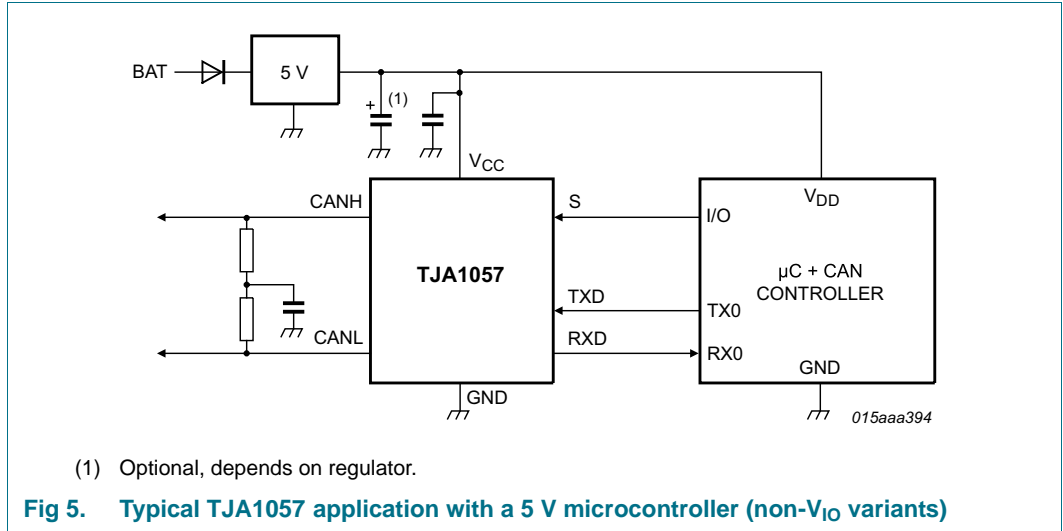 BAT
5 V
+
(1)
VCC
CANH
S
I/O
VDD
TJA1057
µC + CAN
CONTROLLER
TXD
TX0
CANL
RXD
RX0
GND
GND
015aaa394
(1) Optional, depends on regulator.
Fig 5. Typical TJA1057 application with a 5 V microcontroller (non-VIO variants)